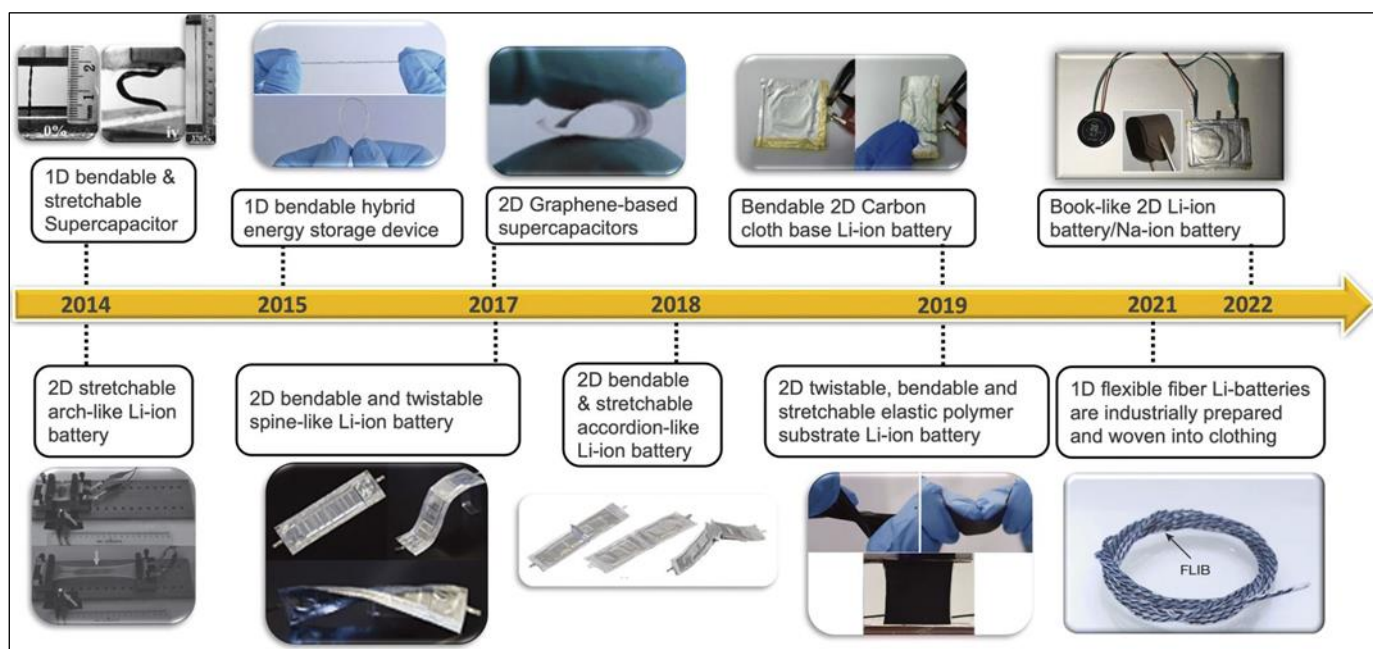 0%
2
1
iv
1D bendable &
stretchable
Supercapacitor
1D bendable hybrid
energy storage device
2D Graphene-based
supercapacitors
Bendable 2D Carbon
cloth base Li-ion battery
Book-like 2D Li-ion
battery/Na-ion battery
2014
2015
2017
2018
2019
2021
2022
2D stretchable
arch-like Li-ion
battery
2D bendable and twistable
spine-like Li-ion battery
2D bendable
& stretchable
accordion-like
Li-ion battery
2D twistable, bendable and
stretchable elastic polymer
substrate Li-ion battery
1D flexible fiber Li-batteries
are industrially prepared
and woven into clothing
FLIB